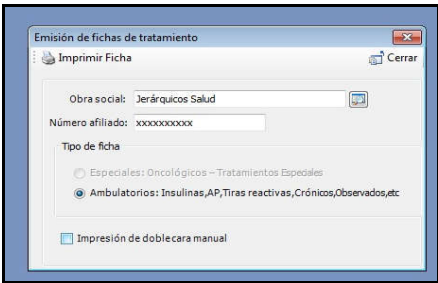 Emisión de fichas de tratamiento
Imprimir Ficha Cerrar
Obra social: Jerárquicos Salud
Número afiliado: xxxxxxxxxx
Tipo de ficha
Especiales: Oncológicos – Tratamientos Especiales
Ambulatorios: Insulinas,AP,Tiras reactivas,Crónicos,Observados,etc
Impresión de doblecara manual